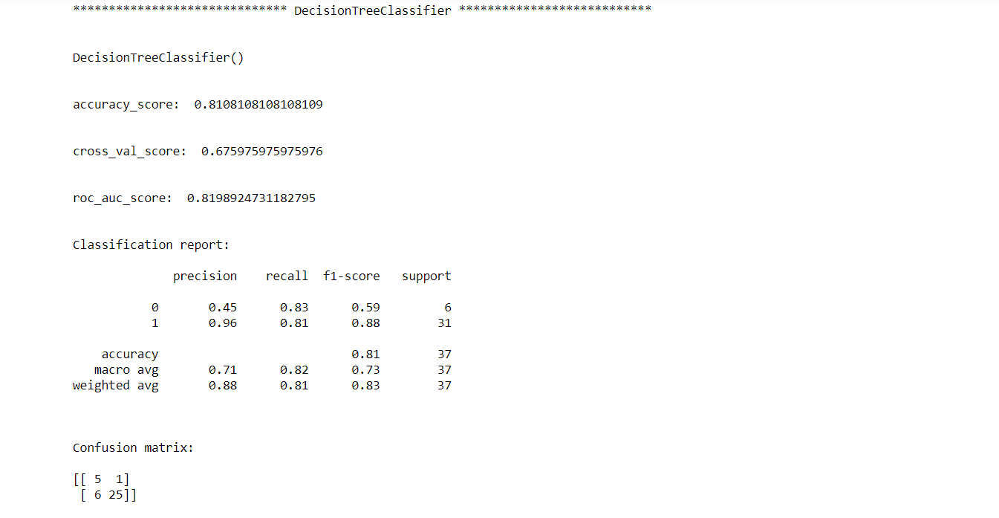 ****************************** DecisionTreeClassifier ***************************
DecisionTreeClassifier()
accuracy_score:  0.8108108108108109
cross_val_score:  0.675975975975976
roc_auc_score:  0.8198924731182795
Classification report:
              precision    recall  f1-score   support
           0       0.45      0.83      0.59         6
           1       0.96      0.81      0.88        31
    accuracy                           0.81        37
   macro avg       0.71      0.82      0.73        37
weighted avg       0.88      0.81      0.83        37
Confusion matrix:
[[ 5  1]
 [ 6 25]]